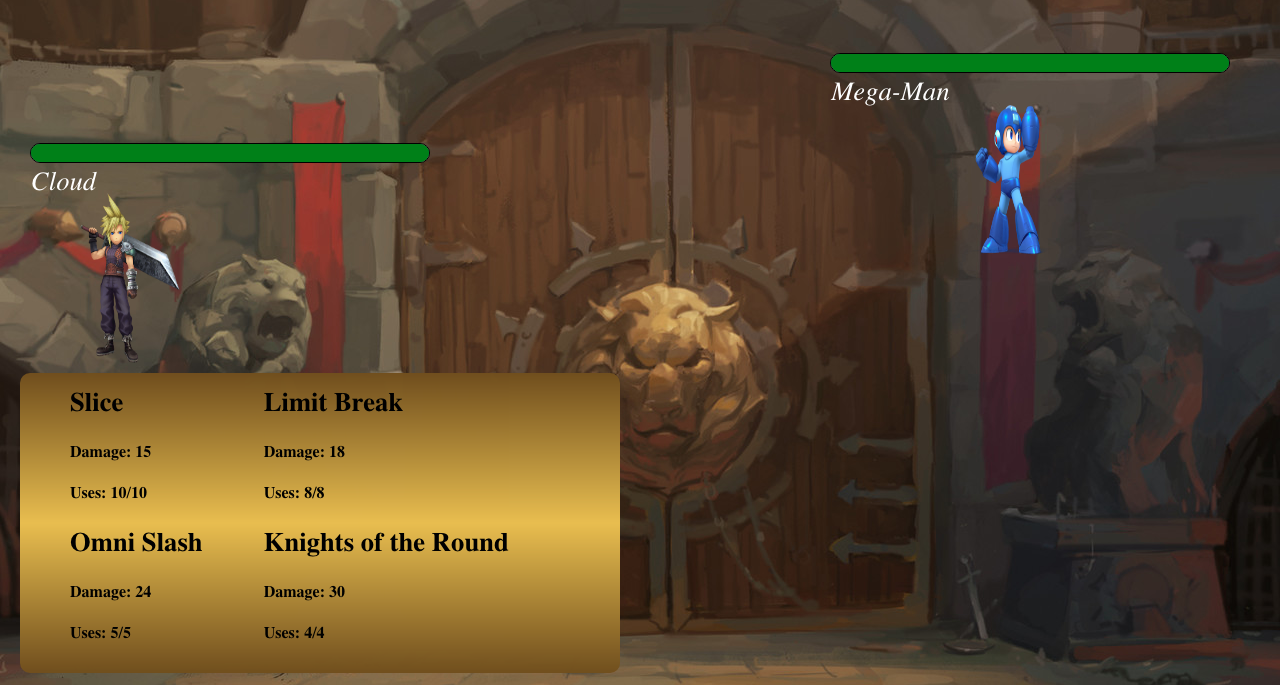 Mega-Man
Cloud
Slice
Limit Break
Damage: 15
Damage: 18
Uses: 10/10
Uses: 8/8
Omni Slash
Knights of the Round
Damage: 24
Damage: 30
Uses: 5/5
Uses: 4/4